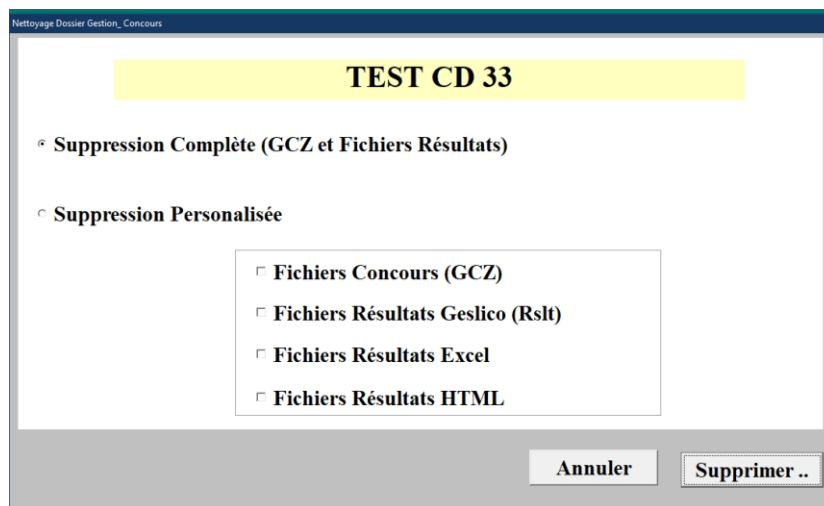 Nettoyage Dossier Gestion_ Concours
TEST CD 33
Suppression Complète (GCZ et Fichiers Résultats)
Suppression Personalisée
Fichiers Concours (GCZ)
Fichiers Résultats Geslico (Rslt)
Fichiers Résultats Excel
Fichiers Résultats HTML
Annuler
Supprimer ..